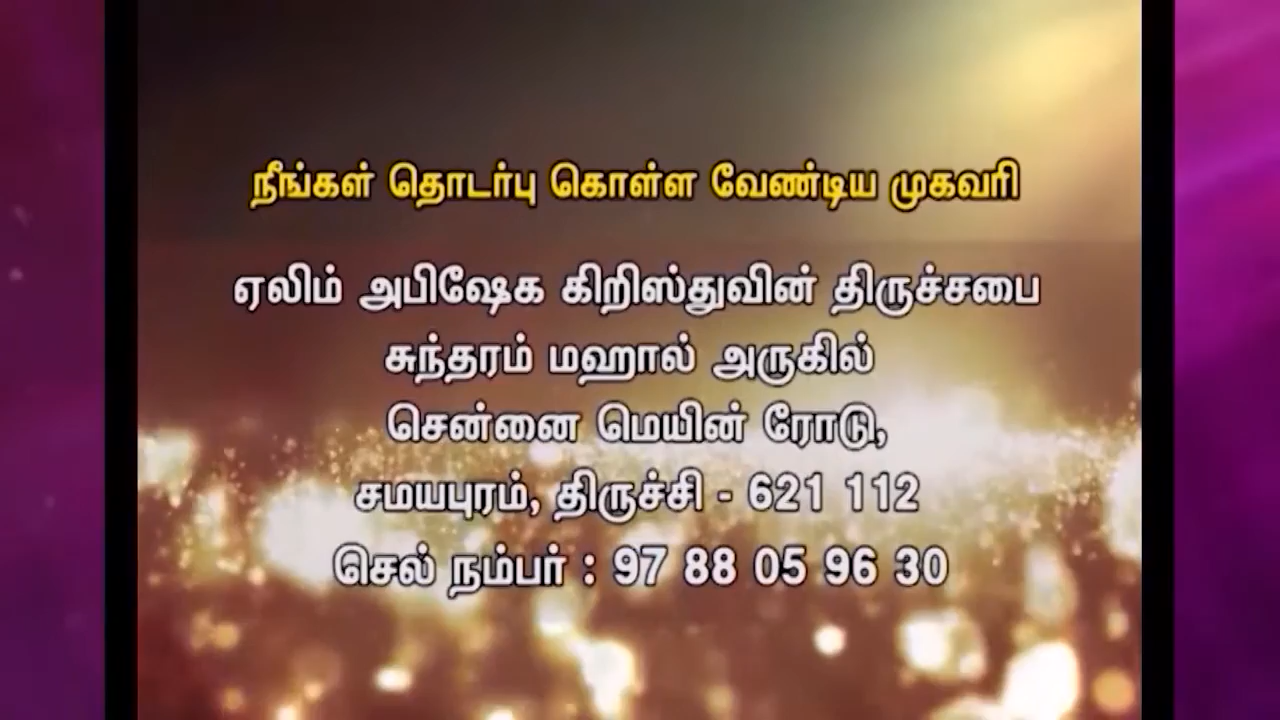 நீங்கள் தொடர்பு கொள்ள வேண்டிய முகவரி
ஏலிம் அபிஷேக கிறிஸ்துவின் திருச்சபை
சுந்தரம் மஹால் அருகில்
சென்னை மெயின் ரோடு,
சமயபுரம், திருச்சி - 621 112
செல் நம்பர் : 97 88 05 96 30